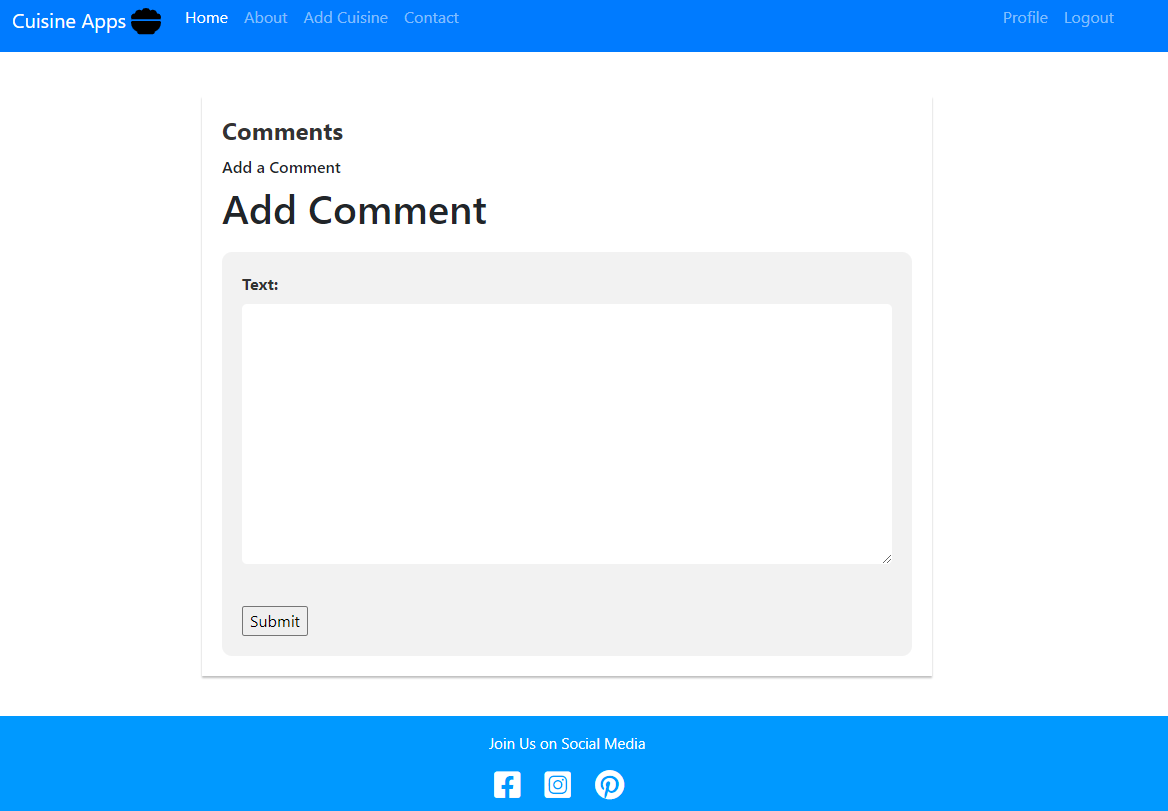 Cuisine Apps Home About Add Cuisine Contact Profile Logout
Comments
Add a Comment
Add Comment
Text:
Submit
Join Us on Social Media